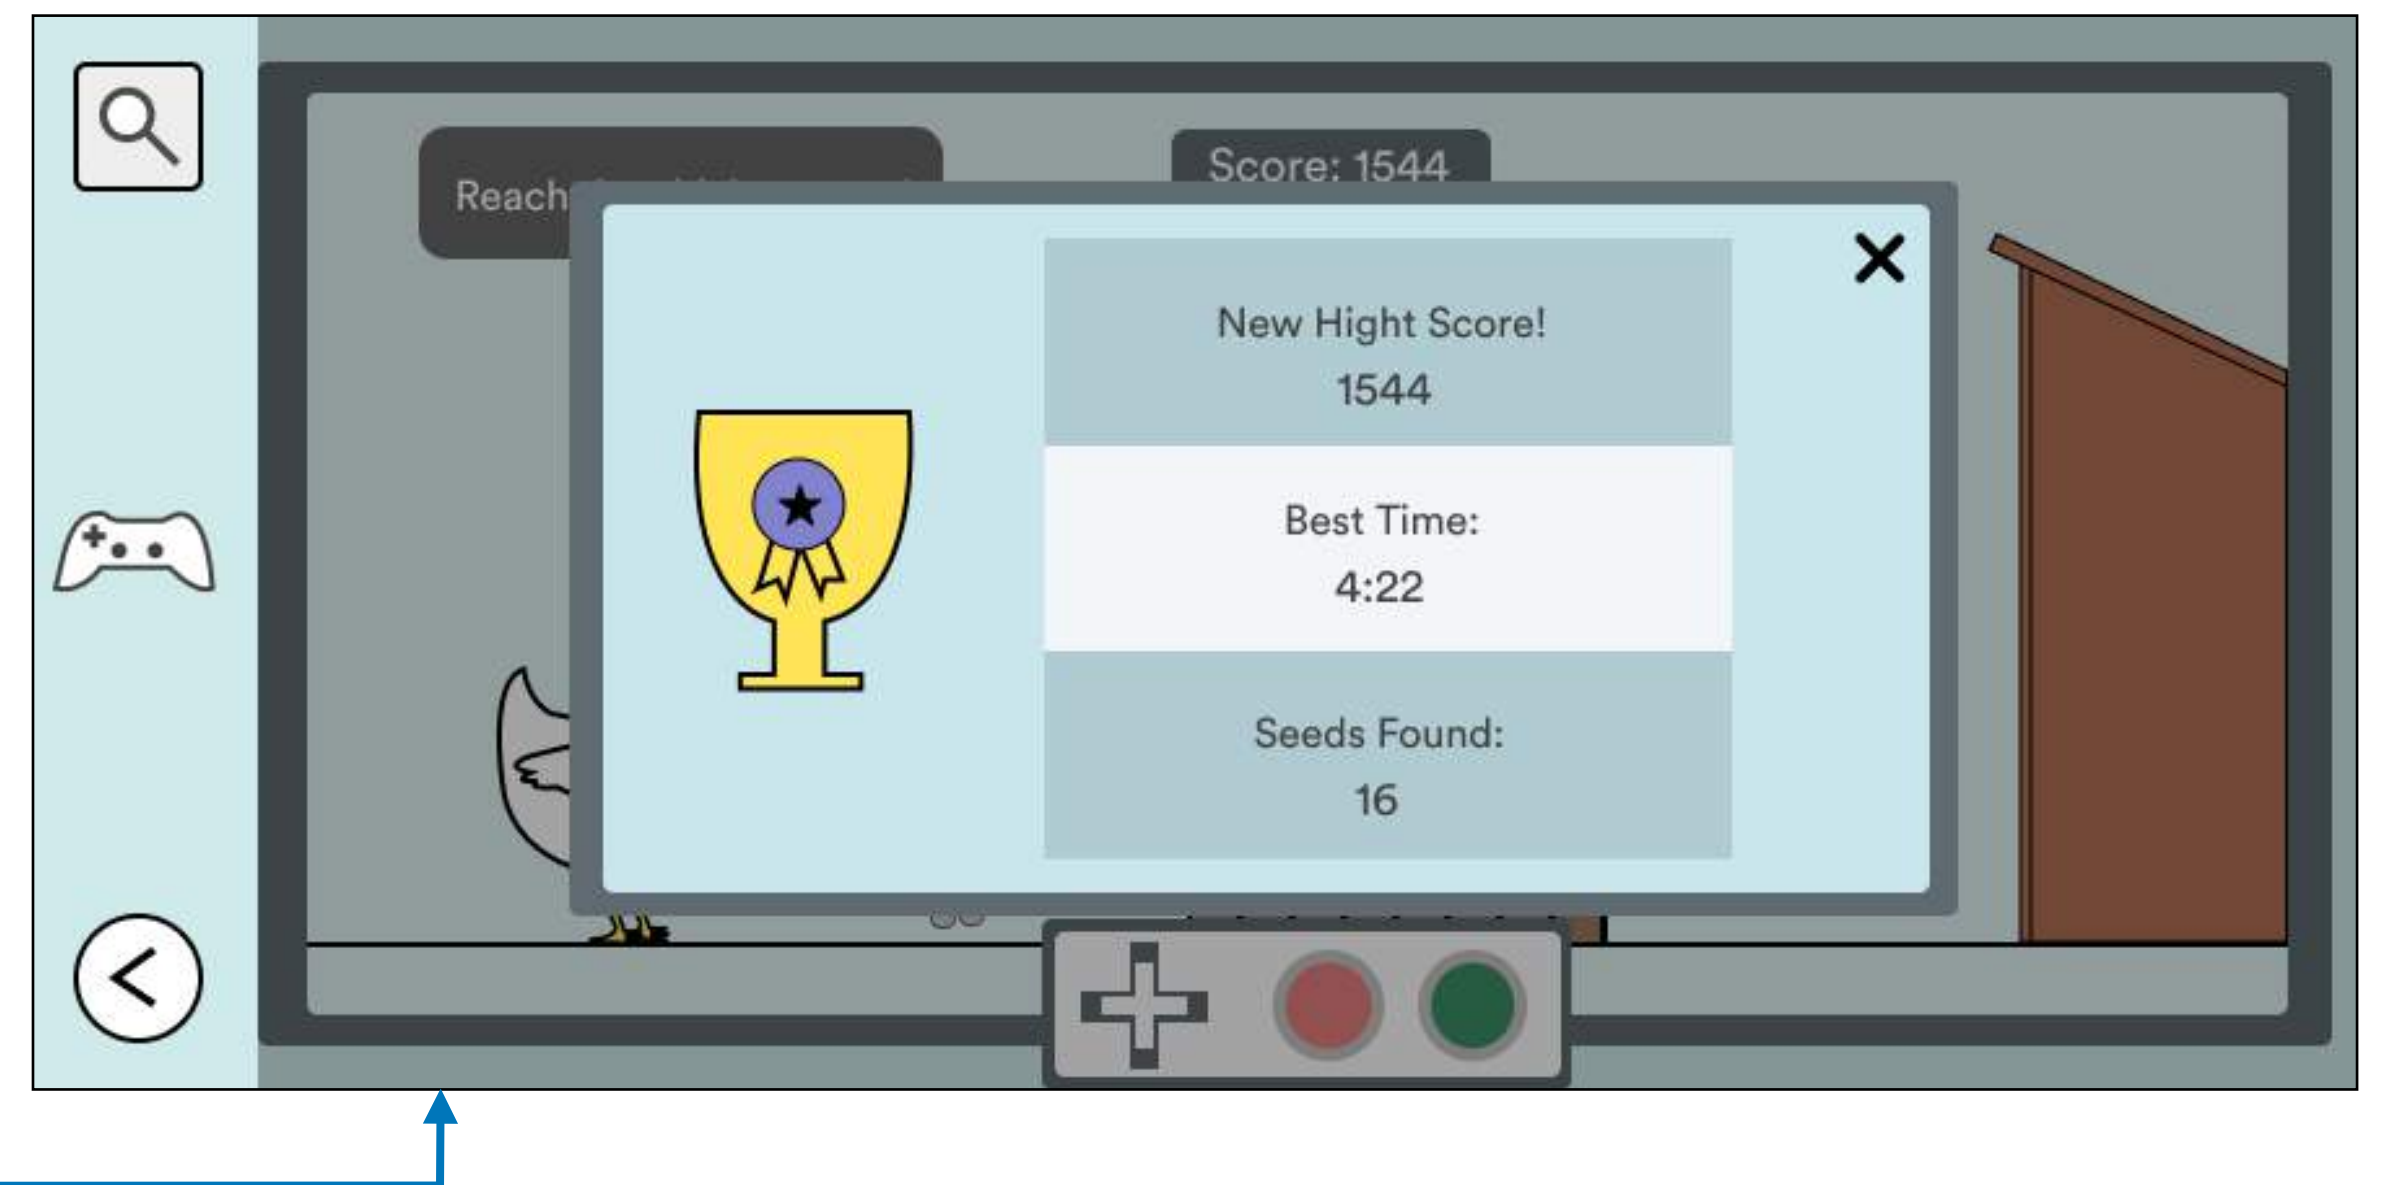 Reach
Score: 1544
New Hight Score!
1544
Best Time:
4:22
Seeds Found:
16